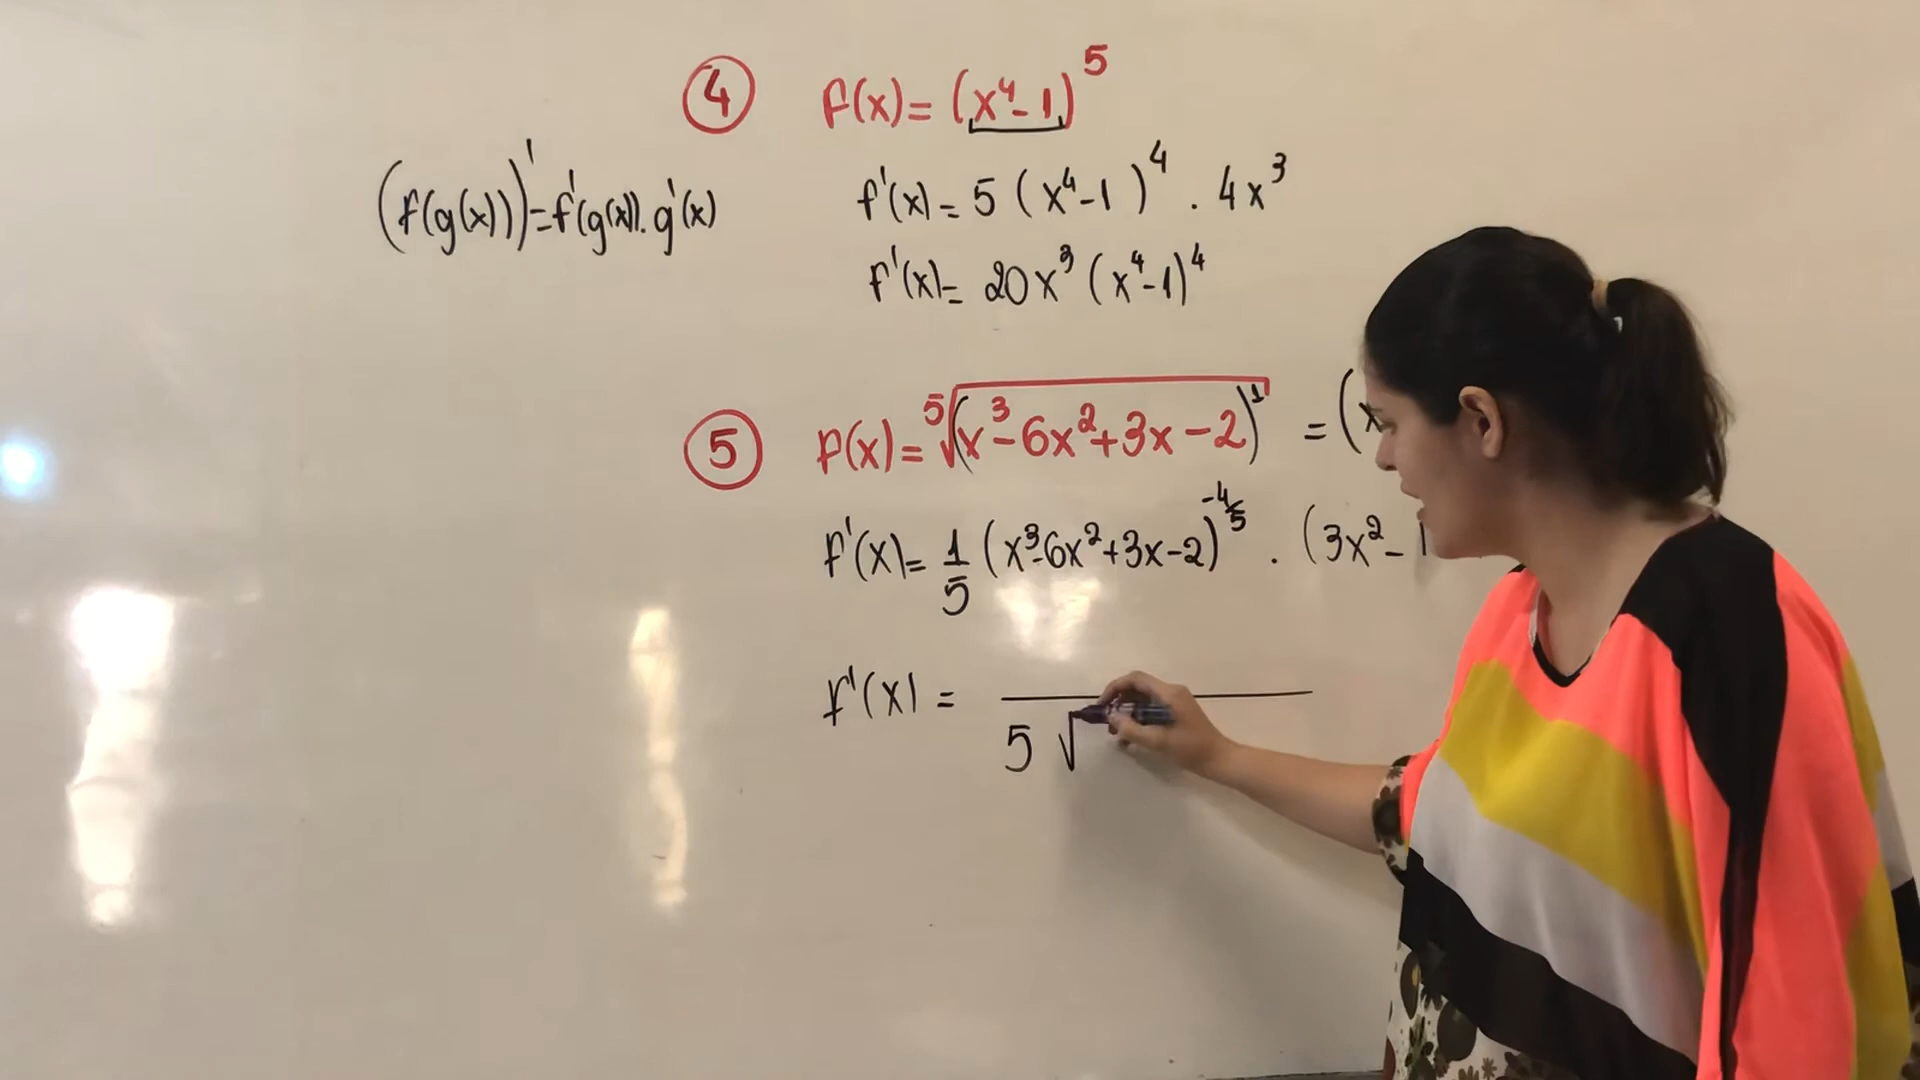 ④ f(x) = (x⁴-1)⁵
(f(g(x)))' = f'(g(x)). g'(x)
f'(x) = 5 (x⁴-1)⁴ . 4x³
f'(x) = 20x³ (x⁴-1)⁴
⑤ f(x) = ⁵√(x³-6x²+3x-2)¹ = (x
f'(x) = 1/5 (x³-6x²+3x-2)^-4/5 . (3x² - 1
f'(x) = /5 √